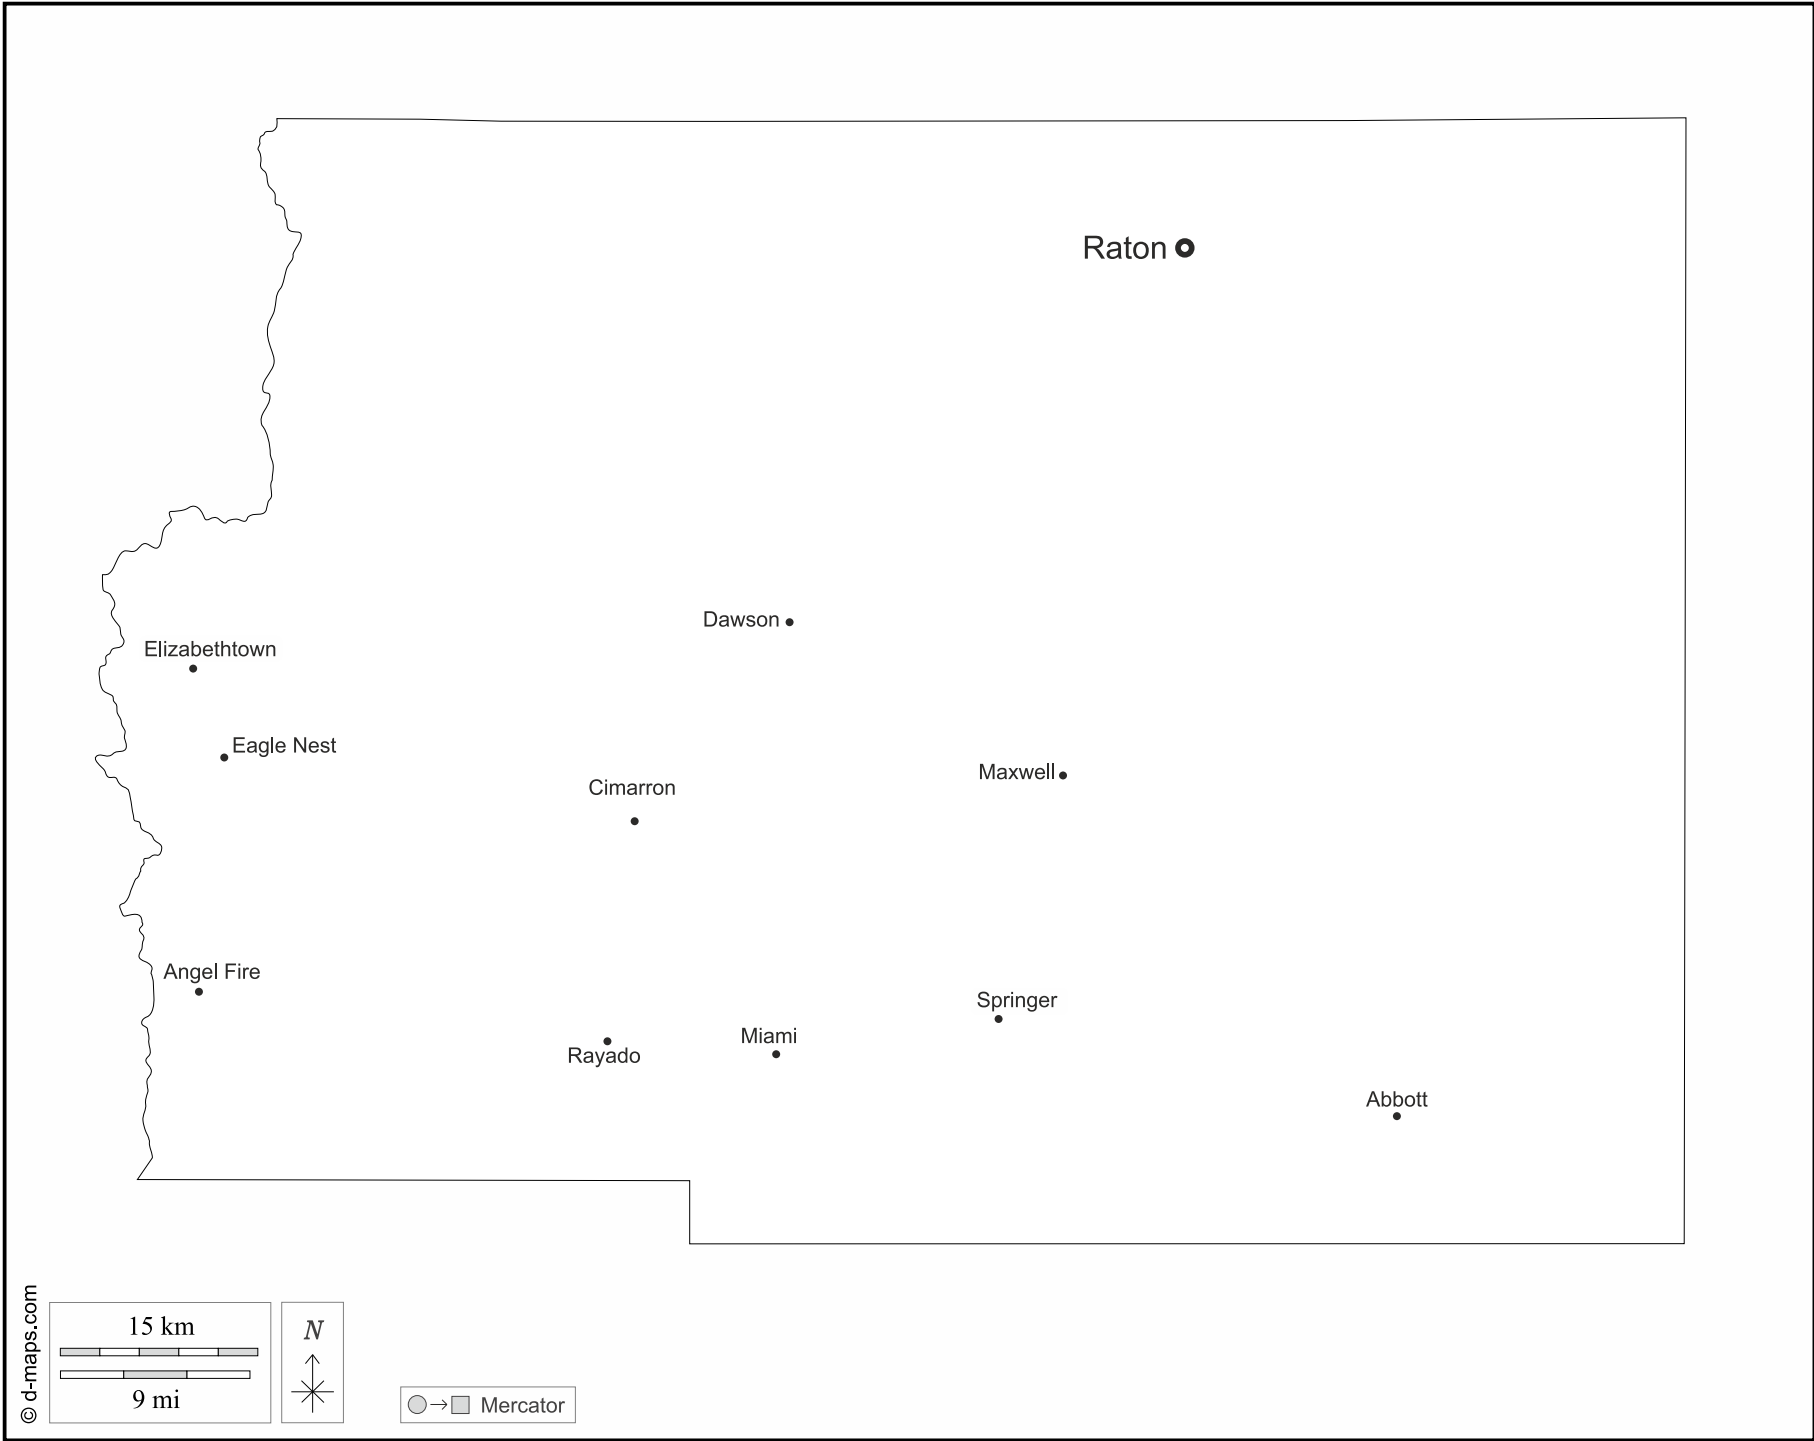 Raton
Dawson
Elizabethtown
Eagle Nest
Maxwell
Cimarron
Angel Fire
Springer
Miami
Rayado
Abbott
© d-maps.com
15 km
9 mi
N
Mercator